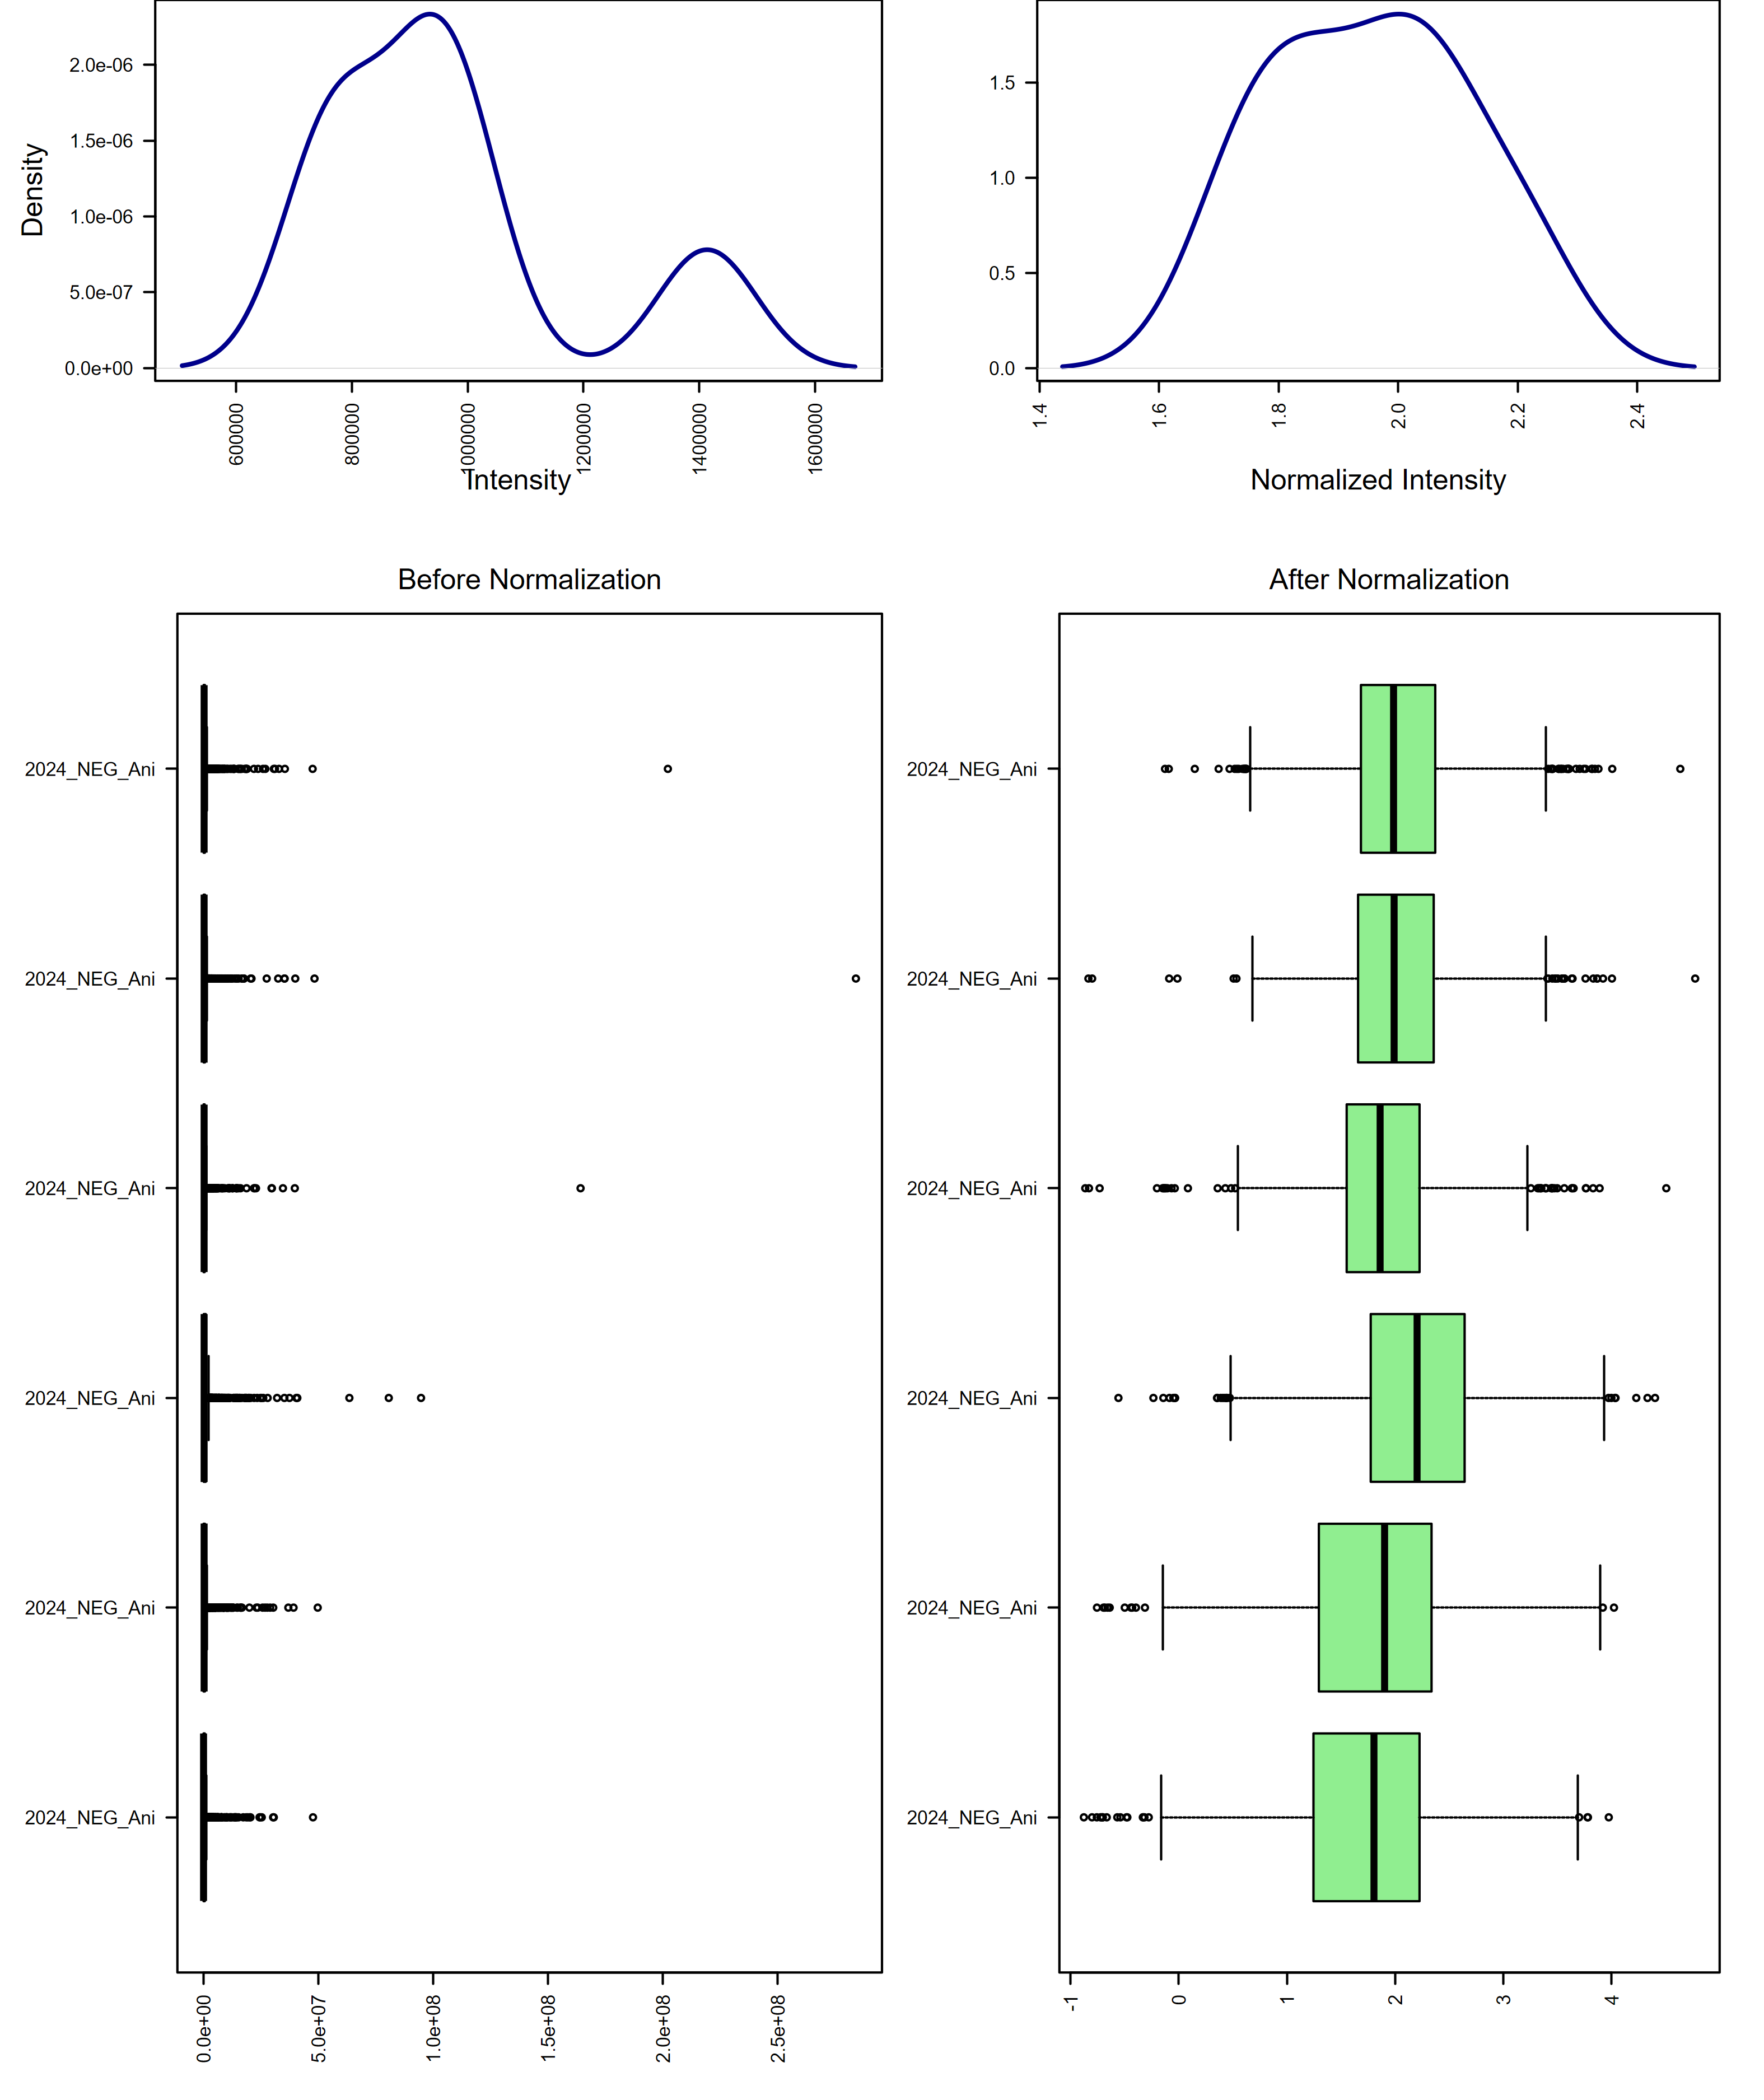 Density
2.0e-06
1.5e-06
1.0e-06
5.0e-07
0.0e+00
600000
800000
1000000
1200000
1400000
1600000
Intensity
1.5
1.0
0.5
0.0
1.4
1.6
1.8
2.0
2.2
2.4
Normalized Intensity
Before Normalization
2024_NEG_Ani
2024_NEG_Ani
2024_NEG_Ani
2024_NEG_Ani
2024_NEG_Ani
2024_NEG_Ani
0.0e+00
5.0e+07
1.0e+08
1.5e+08
2.0e+08
2.5e+08
After Normalization
2024_NEG_Ani
2024_NEG_Ani
2024_NEG_Ani
2024_NEG_Ani
2024_NEG_Ani
2024_NEG_Ani
-1
0
1
2
3
4